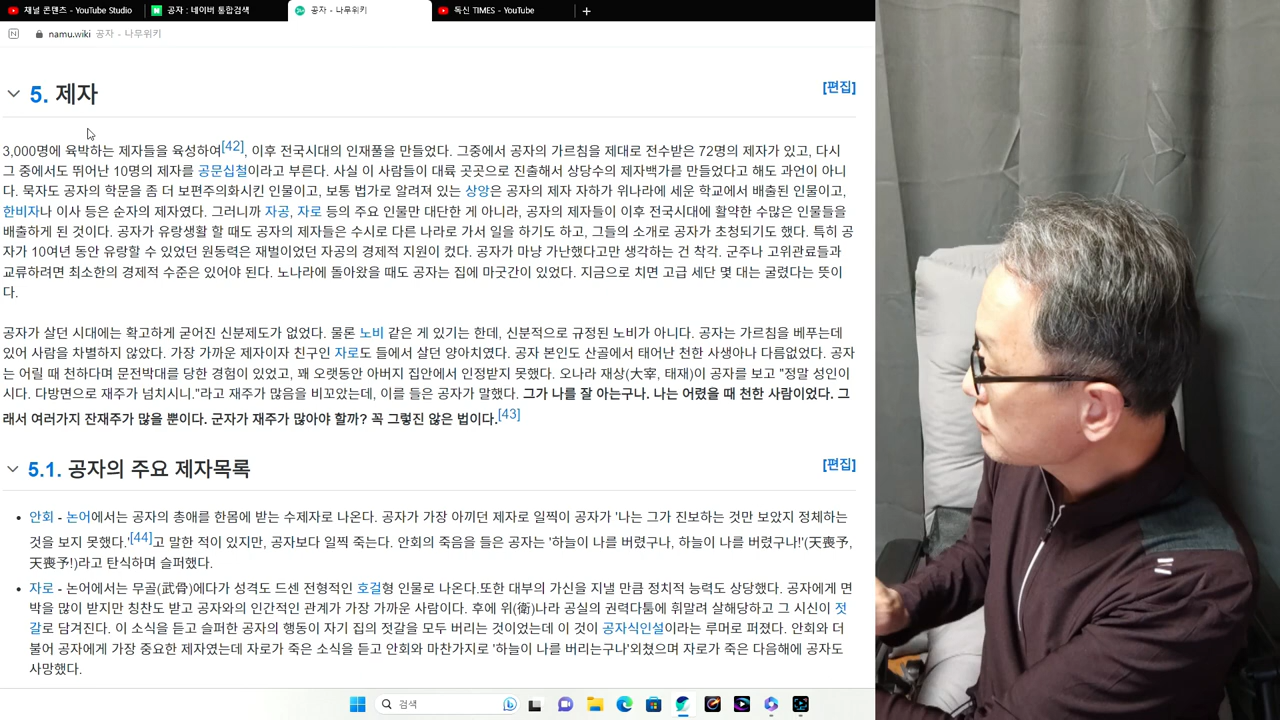 채널 콘텐츠 - YouTube Studio
공자 : 네이버 통합검색
공자 - 나무위키
독신 TIMES - YouTube
namu.wiki 공자 - 나무위키
5. 제자
[편집]
3,000명에 육박하는 제자들을 육성하여[42], 이후 전국시대의 인재풀을 만들었다. 그중에서 공자의 가르침을 제대로 전수받은 72명의 제자가 있고, 다시
그 중에서도 뛰어난 10명의 제자를 공문십철이라고 부른다. 사실 이 사람들이 대륙 곳곳으로 진출해서 상당수의 제자백가를 만들었다고 해도 과언이 아니
다. 묵자도 공자의 학문을 좀 더 보편주의화시킨 인물이고, 보통 법가로 알려져 있는 상앙은 공자의 제자 자하가 위나라에 세운 학교에서 배출된 인물이고,
한비자나 이사 등은 순자의 제자였다. 그러니까 자공, 자로 등의 주요 인물만 대단한 게 아니라, 공자의 제자들이 이후 전국시대에 활약한 수많은 인물들을
배출하게 된 것이다. 공자가 유랑생활 할 때도 공자의 제자들은 수시로 다른 나라로 가서 일을 하기도 하고, 그들의 소개로 공자가 초청되기도 했다. 특히 공
자가 10여년 동안 유랑할 수 있었던 원동력은 재벌이었던 자공의 경제적 지원이 컸다. 공자가 마냥 가난했다고만 생각하는 건 착각. 군주나 고위관료들과
교류하려면 최소한의 경제적 수준은 있어야 된다. 노나라에 돌아왔을 때도 공자는 집에 마굿간이 있었다. 지금으로 치면 고급 세단 몇 대는 굴렸다는 뜻이
다.
공자가 살던 시대에는 확고하게 굳어진 신분제도가 없었다. 물론 노비 같은 게 있기는 한데, 신분적으로 규정된 노비가 아니다. 공자는 가르침을 베푸는데
있어 사람을 차별하지 않았다. 가장 가까운 제자이자 친구인 자로도 들에서 살던 양아치였다. 공자 본인도 산골에서 태어난 천한 사생아나 다름없었다. 공자
는 어릴 때 천하다며 문전박대를 당한 경험이 있었고, 꽤 오랫동안 아버지 집안에서 인정받지 못했다. 오나라 재상(大宰, 태재)이 공자를 보고 "정말 성인이
시다. 다방면으로 재주가 넘치시니."라고 재주가 많음을 비꼬았는데, 이를 들은 공자가 말했다. 그가 나를 잘 아는구나. 나는 어렸을 때 천한 사람이었다. 그
래서 여러가지 잔재주가 많을 뿐이다. 군자가 재주가 많아야 할까? 꼭 그렇진 않은 법이다.[43]
5.1. 공자의 주요 제자목록
[편집]
안회 - 논어에서는 공자의 총애를 한몸에 받는 수제자로 나온다. 공자가 가장 아끼던 제자로 일찍이 공자가 '나는 그가 진보하는 것만 보았지 정체하는
것을 보지 못했다.'[44]고 말한 적이 있지만, 공자보다 일찍 죽는다. 안회의 죽음을 들은 공자는 '하늘이 나를 버렸구나, 하늘이 나를 버렸구나!'(天喪予,
天喪予!)라고 탄식하며 슬퍼했다.
자로 - 논어에서는 무골(武骨)에다가 성격도 드센 전형적인 호걸형 인물로 나온다.또한 대부의 가신을 지낼 만큼 정치적 능력도 상당했다. 공자에게 면
박을 많이 받지만 칭찬도 받고 공자와의 인간적인 관계가 가장 가까운 사람이다. 후에 위(衛)나라 공실의 권력다툼에 휘말려 살해당하고 그 시신이 젓
갈로 담겨진다. 이 소식을 듣고 슬퍼한 공자의 행동이 자기 집의 젓갈을 모두 버리는 것이었는데 이 것이 공자식인설이라는 루머로 퍼졌다. 안회와 더
불어 공자에게 가장 중요한 제자였는데 자로가 죽은 소식을 듣고 안회와 마찬가지로 '하늘이 나를 버리는구나'외쳤으며 자로가 죽은 다음해에 공자도
사망했다.
검색